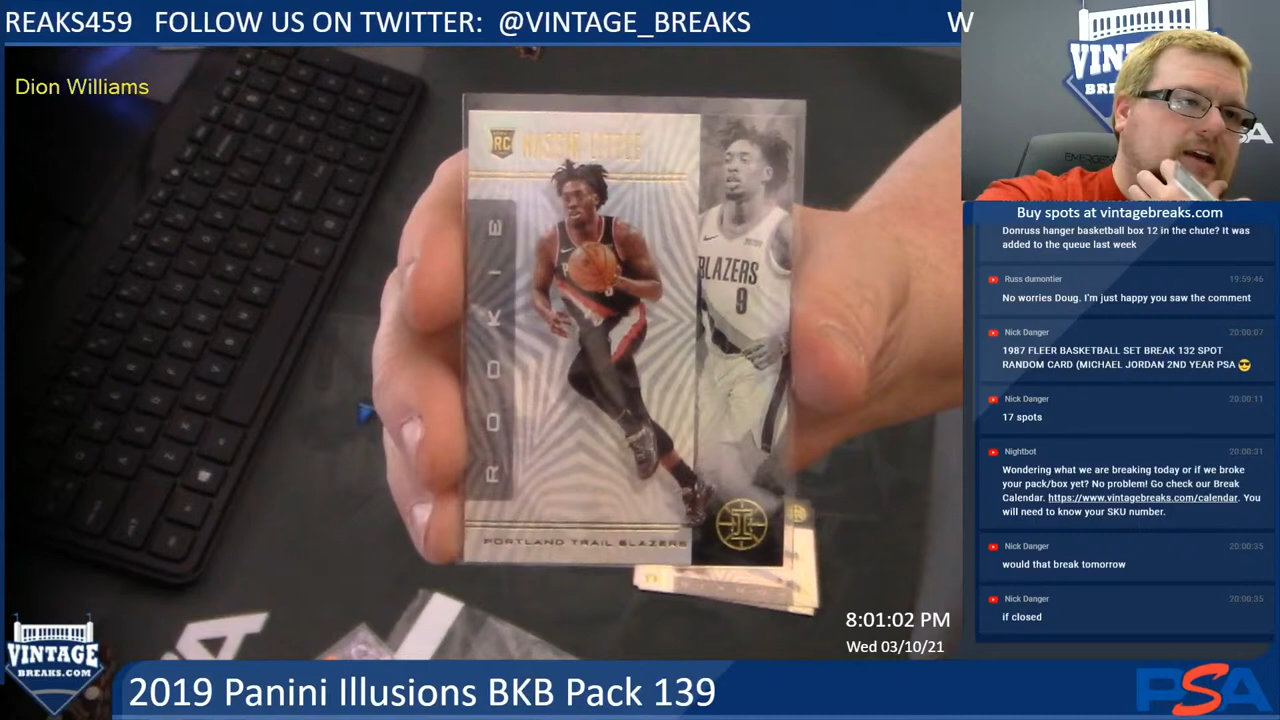 REAKS459 FOLLOW US ON TWITTER: @VINTAGE_BREAKS W
Dion Williams
RC NASSIR LITTLE
ROOKIE
BLAZERS
9
PORTLAND TRAIL BLAZERS
Buy spots at vintagebreaks.com
Donruss hanger basketball box 12 in the chute? It was
added to the queue last week
Russ dumontier 19:59:46
No worries Doug. I'm just happy you saw the comment
Nick Danger 20:00:07
1987 FLEER BASKETBALL SET BREAK 132 SPOT
RANDOM CARD (MICHAEL JORDAN 2ND YEAR PSA 😎
Nick Danger 20:00:11
17 spots
Nightbot 20:00:31
Wondering what we are breaking today or if we broke
your pack/box yet? No problem! Go check our Break
Calendar. https://www.vintagebreaks.com/calendar. You
will need to know your SKU number.
Nick Danger 20:00:35
would that break tomorrow
Nick Danger 20:00:35
if closed
8:01:02 PM
Wed 03/10/21
VINTAGE
BREAKS.COM
2019 Panini Illusions BKB Pack 139
PSA